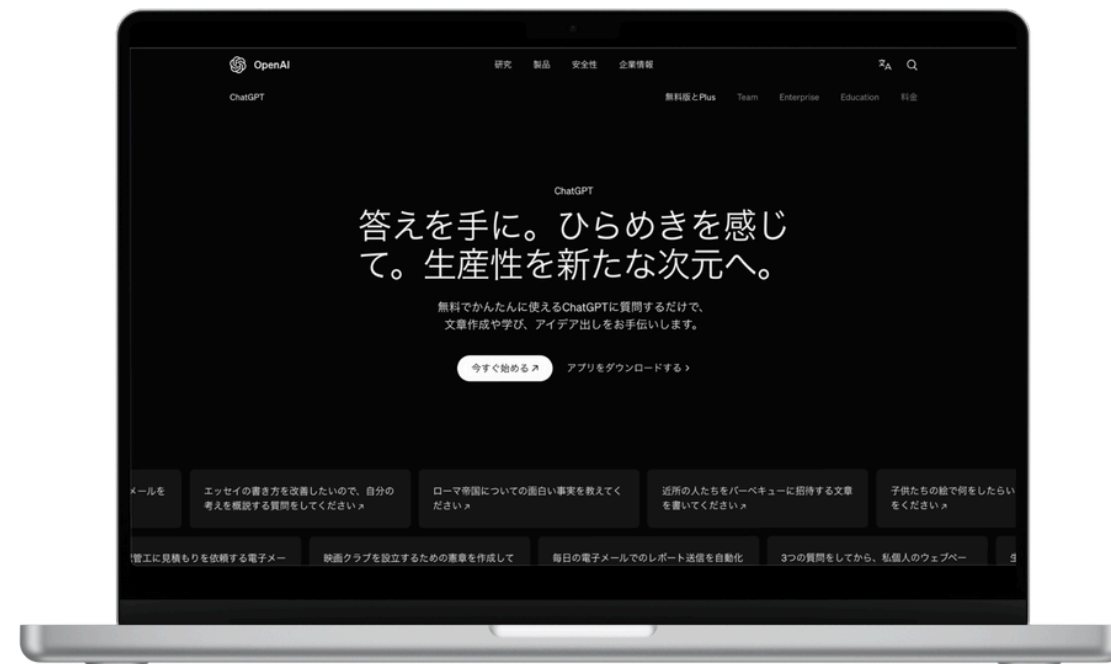 OpenAI
研究 製品 安全性 企業情報
ChatGPT
無料版とPlus Team Enterprise Education 料金
ChatGPT
答えを手に。ひらめきを感じ
て。生産性を新たな次元へ。
無料でかんたんに使えるChatGPTに質問するだけで、
文章作成や学び、アイデア出しをお手伝いします。
今すぐ始める↗ アプリをダウンロードする >
メールを
エッセイの書き方を改善したいので、自分の
考えを概説する質問をしてください↗
ローマ帝国についての面白い事実を教えてく
ださい↗
近所の人たちをバーベキューに招待する文章
を書いてください↗
子供たちの絵で何をしたらい
をください↗
管工に見積もりを依頼する電子メー
映画クラブを設立するための憲章を作成して
毎日の電子メールでのレポート送信を自動化
3つの質問をしてから、私個人のウェブペー